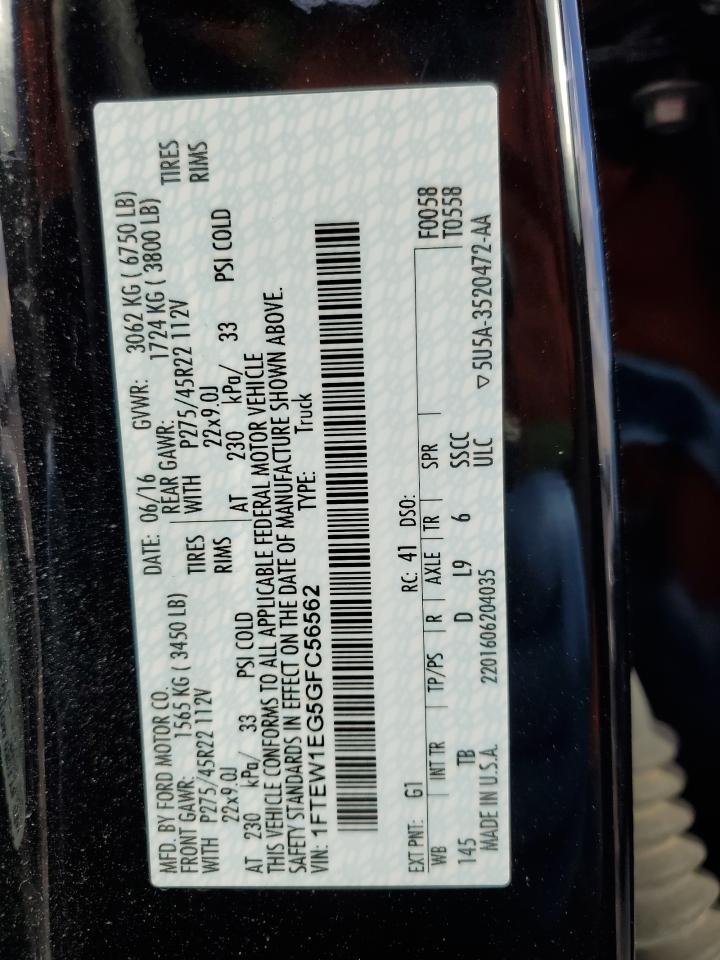 MFD. BY FORD MOTOR CO. DATE: 06/16 GVWR: 3062 KG ( 6750 LB)
FRONT GAWR: 1565 KG ( 3450 LB) REAR GAWR: 1724 KG ( 3800 LB)
WITH P275/45R22 112V TIRES WITH P275/45R22 112V TIRES
22x9.0J RIMS 22x9.0J RIMS
AT 230 kPa/ 33 PSI COLD AT 230 kPa/ 33 PSI COLD
THIS VEHICLE CONFORMS TO ALL APPLICABLE FEDERAL MOTOR VEHICLE
SAFETY STANDARDS IN EFFECT ON THE DATE OF MANUFACTURE SHOWN ABOVE.
VIN: 1FTEW1EG5GFC56562 TYPE: Truck
EXT PNT: G1 RC: 41 DSO: F0058
WB INT TR TP/PS R AXLE TR SPR T0558
145 TB D L9 6 SSCC
MADE IN U.S.A. 2201606204035 ULC ▽5U5A-3520472-AA